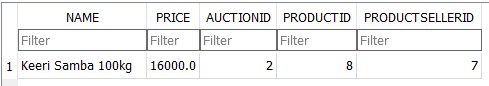 NAME PRICE AUCTIONID PRODUCTID PRODUCTSELLERID
Filter Filter Filter Filter Filter
1 Keeri Samba 100kg 16000.0 2 8 7